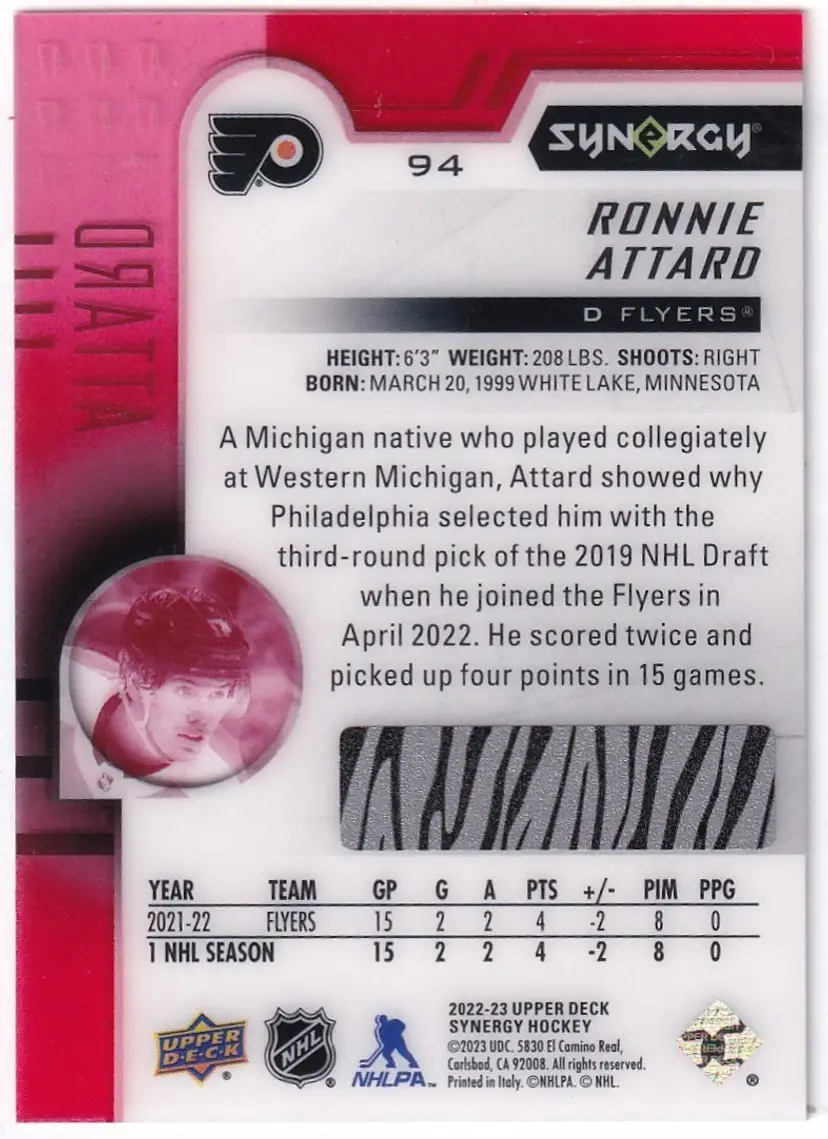 SYNERGY®
94
RONNIE
ATTARD
D FLYERS®
ATTARD
HEIGHT: 6'3" WEIGHT: 208 LBS. SHOOTS: RIGHT
BORN: MARCH 20, 1999 WHITE LAKE, MINNESOTA
A Michigan native who played collegiately
at Western Michigan, Attard showed why
Philadelphia selected him with the
third-round pick of the 2019 NHL Draft
when he joined the Flyers in
April 2022. He scored twice and
picked up four points in 15 games.
YEAR TEAM GP G A PTS +/- PIM PPG
2021-22 FLYERS 15 2 2 4 -2 8 0
1 NHL SEASON 15 2 2 4 -2 8 0
UPPER
D·E·C·K
®
NHL
®
NHLPA™
2022-23 UPPER DECK
SYNERGY HOCKEY
©2023 UDC. 5830 El Camino Real,
Carlsbad, CA 92008. All rights reserved.
Printed in Italy. ©NHLPA. © NHL.
®